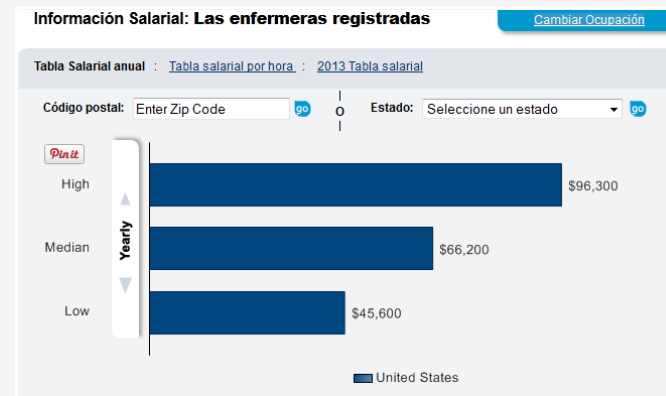 Información Salarial: Las enfermeras registradas
Cambiar Ocupación
Tabla Salarial anual : Tabla salarial por hora : 2013 Tabla salarial
Código postal: Enter Zip Code go O Estado: Seleccione un estado go
Pin it
High $96,300
Yearly
Median $66,200
Low $45,600
United States